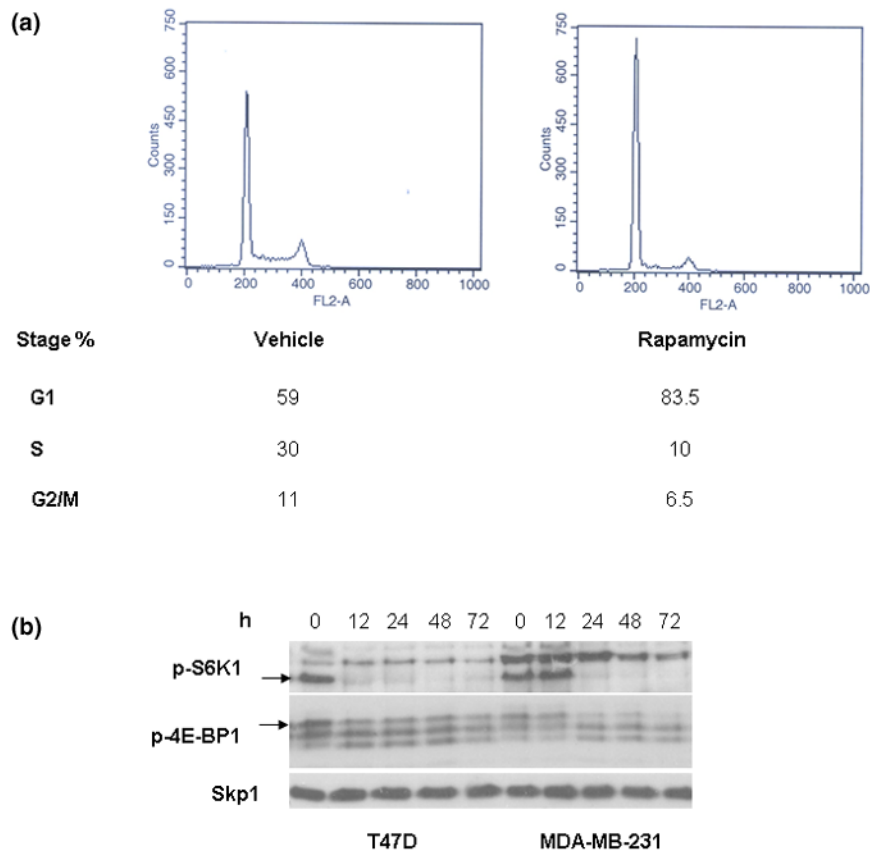 (a)
750
600
450
300
150
0
Counts
0 200 400 600 800 1000
FL2-A
750
600
450
300
150
0
Counts
0 200 400 600 800 1000
FL2-A
Stage % Vehicle Rapamycin
G1 59 83.5
S 30 10
G2/M 11 6.5
(b)
h 0 12 24 48 72 0 12 24 48 72
p-S6K1
p-4E-BP1
Skp1
T47D MDA-MB-231